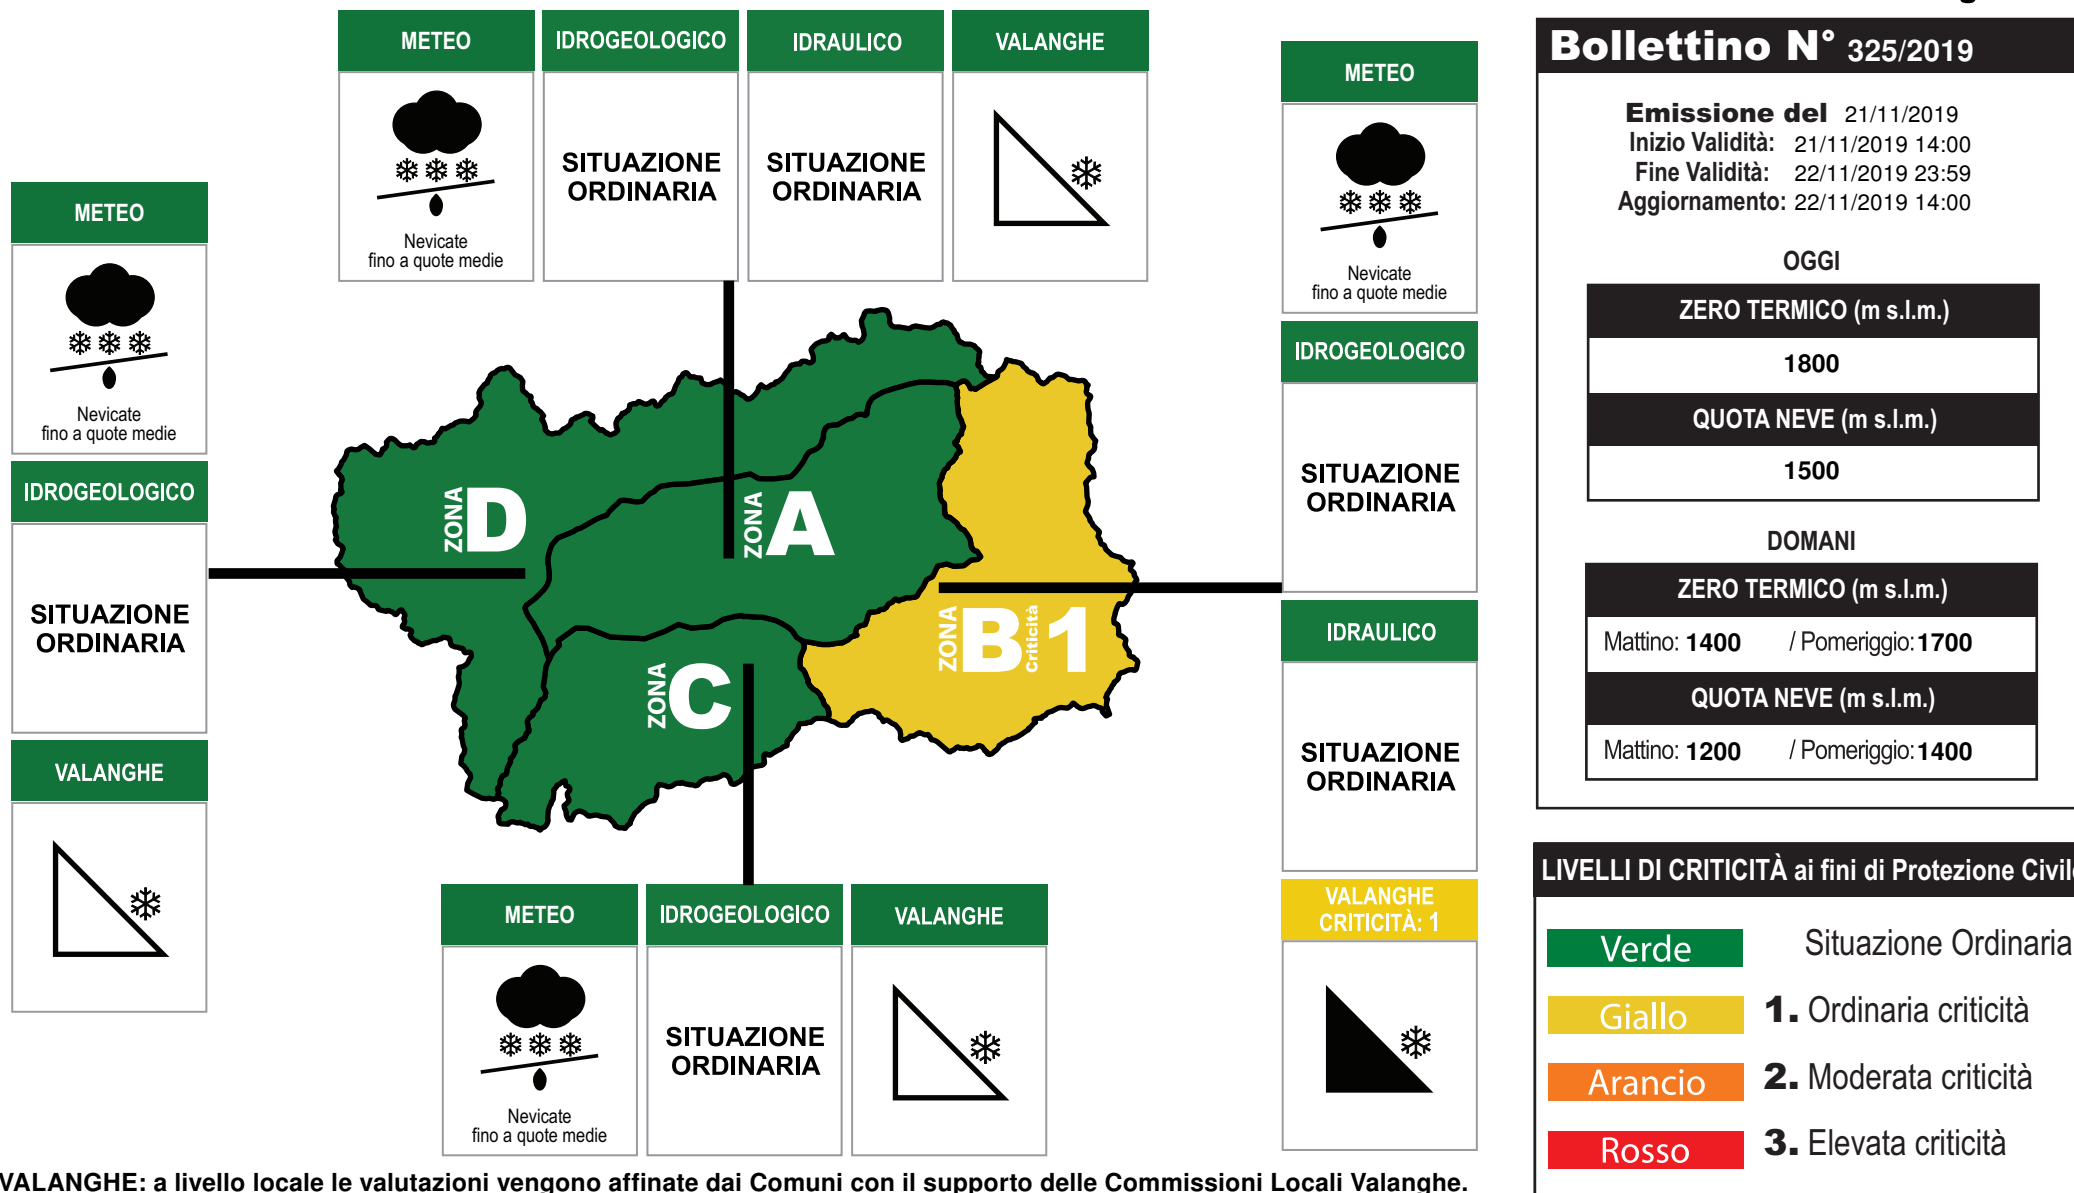 METEO
IDROGEOLOGICO
IDRAULICO
VALANGHE
Nevicate
fino a quote medie
SITUAZIONE
ORDINARIA
SITUAZIONE
ORDINARIA
METEO
Nevicate
fino a quote medie
IDROGEOLOGICO
SITUAZIONE
ORDINARIA
VALANGHE
ZONA D
ZONA A
ZONA C
ZONA B Criticità 1
METEO
Nevicate
fino a quote medie
IDROGEOLOGICO
SITUAZIONE
ORDINARIA
IDRAULICO
SITUAZIONE
ORDINARIA
VALANGHE
CRITICITÀ: 1
METEO
IDROGEOLOGICO
VALANGHE
Nevicate
fino a quote medie
SITUAZIONE
ORDINARIA
VALANGHE: a livello locale le valutazioni vengono affinate dai Comuni con il supporto delle Commissioni Locali Valanghe.
Bollettino N° 325/2019
Emissione del 21/11/2019
Inizio Validità: 21/11/2019 14:00
Fine Validità: 22/11/2019 23:59
Aggiornamento: 22/11/2019 14:00
OGGI
ZERO TERMICO (m s.l.m.)
1800
QUOTA NEVE (m s.l.m.)
1500
DOMANI
ZERO TERMICO (m s.l.m.)
Mattino: 1400 / Pomeriggio: 1700
QUOTA NEVE (m s.l.m.)
Mattino: 1200 / Pomeriggio: 1400
LIVELLI DI CRITICITÀ ai fini di Protezione Civile
Verde Situazione Ordinaria
Giallo 1. Ordinaria criticità
Arancio 2. Moderata criticità
Rosso 3. Elevata criticità